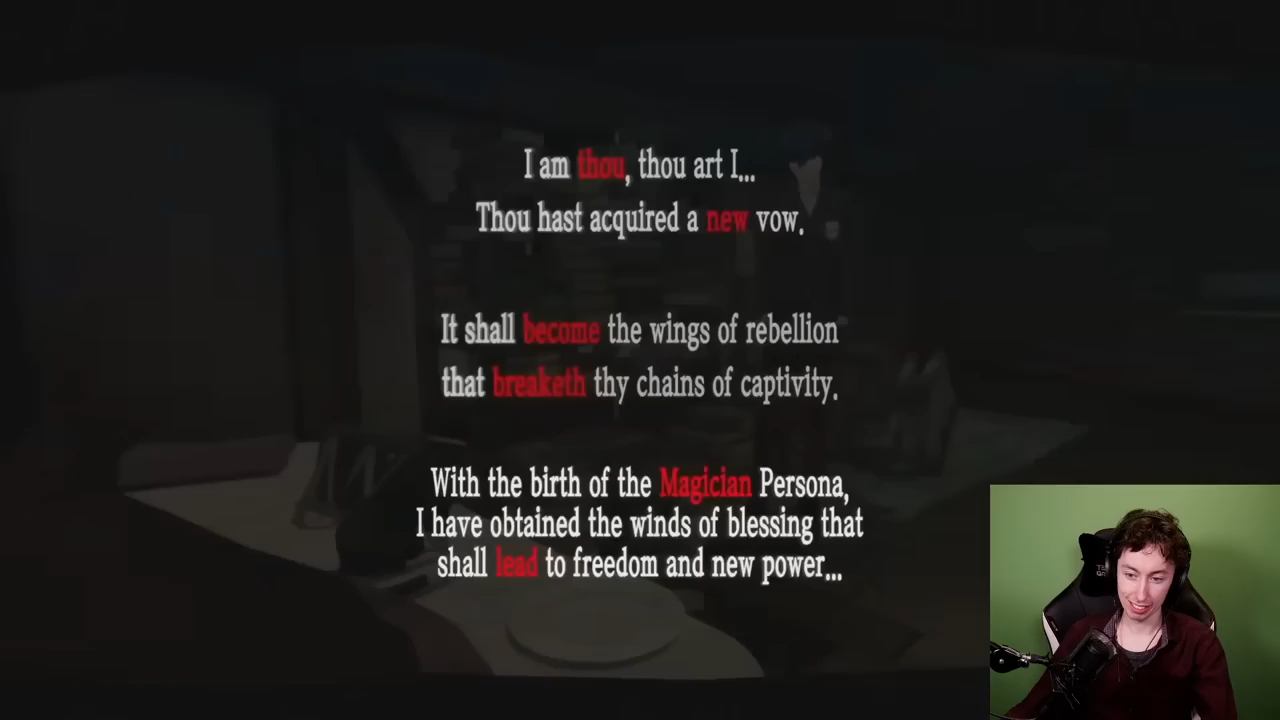 I am thou, thou art I...
Thou hast acquired a new vow.
It shall become the wings of rebellion
that breaketh thy chains of captivity.
With the birth of the Magician Persona,
I have obtained the winds of blessing that
shall lead to freedom and new power...